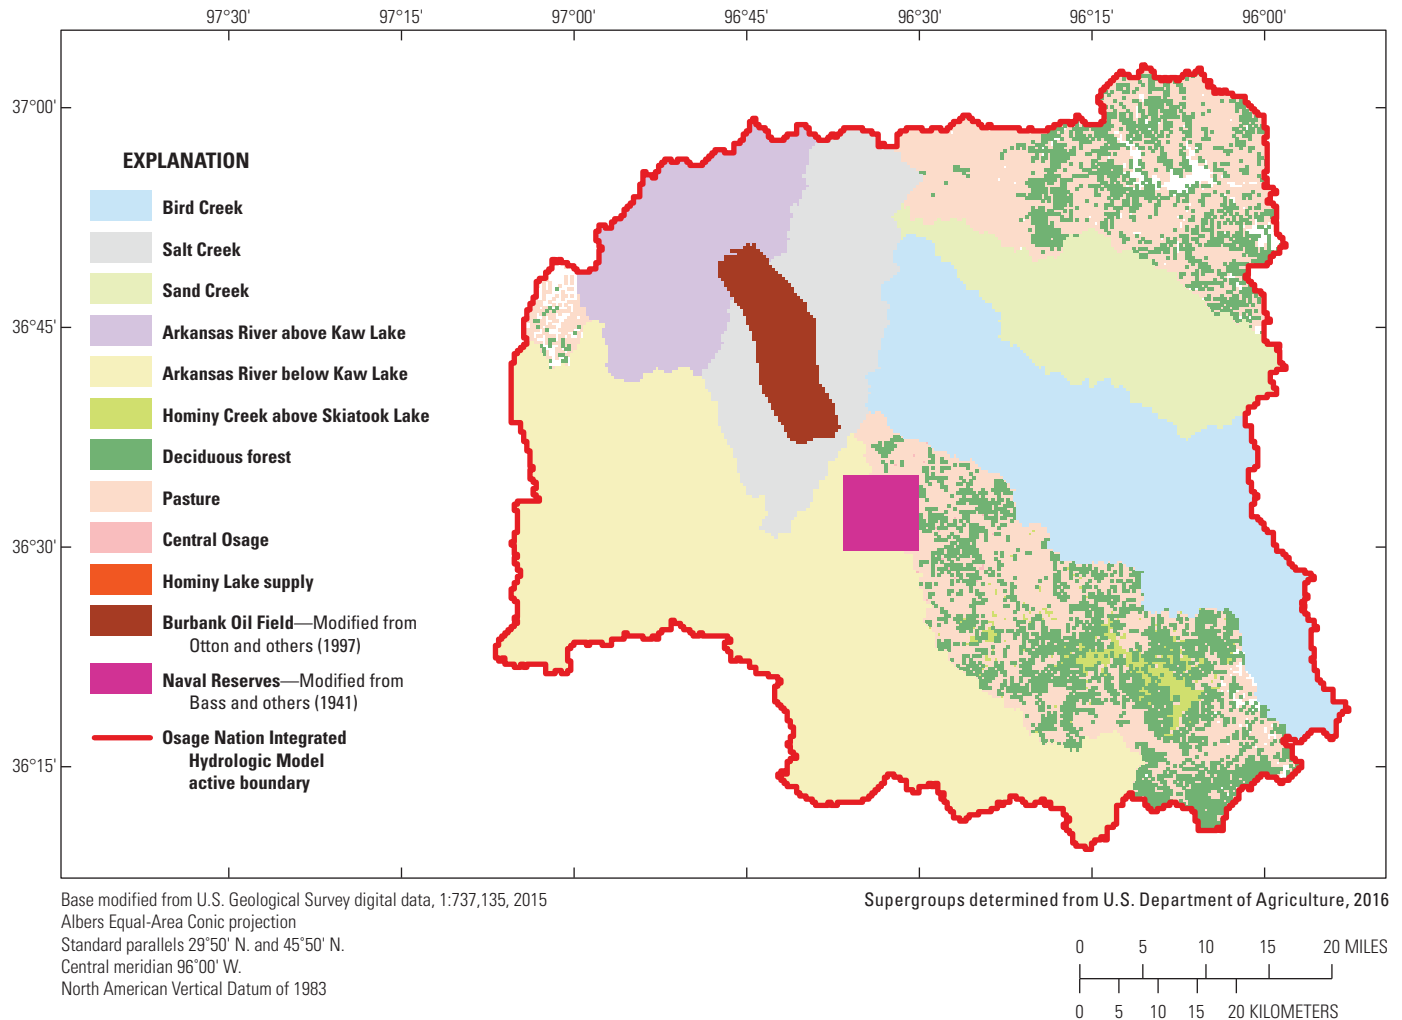 97°30' 97°15' 97°00' 96°45' 96°30' 96°15' 96°00'
37°00'
36°45'
36°30'
36°15'
EXPLANATION
Bird Creek
Salt Creek
Sand Creek
Arkansas River above Kaw Lake
Arkansas River below Kaw Lake
Hominy Creek above Skiatook Lake
Deciduous forest
Pasture
Central Osage
Hominy Lake supply
Burbank Oil Field—Modified from
Otton and others (1997)
Naval Reserves—Modified from
Bass and others (1941)
Osage Nation Integrated
Hydrologic Model
active boundary
Base modified from U.S. Geological Survey digital data, 1:737,135, 2015
Albers Equal-Area Conic projection
Standard parallels 29°50' N. and 45°50' N.
Central meridian 96°00' W.
North American Vertical Datum of 1983
Supergroups determined from U.S. Department of Agriculture, 2016
0 5 10 15 20 MILES
0 5 10 15 20 KILOMETERS